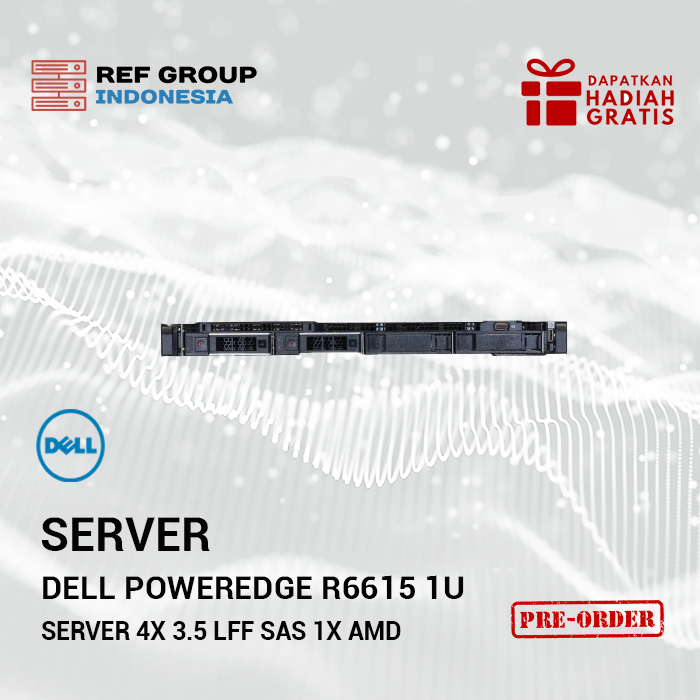 REF GROUP
INDONESIA
DAPATKAN
HADIAH
GRATIS
DELL
SERVER
DELL POWEREDGE R6615 1U
SERVER 4X 3.5 LFF SAS 1X AMD
PRE-ORDER